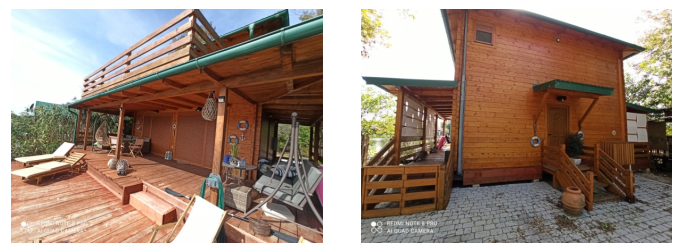 REDMI NOTE 8 PRO
AI QUAD CAMERA
REDMI NOTE 8 PRO
AI QUAD CAMERA